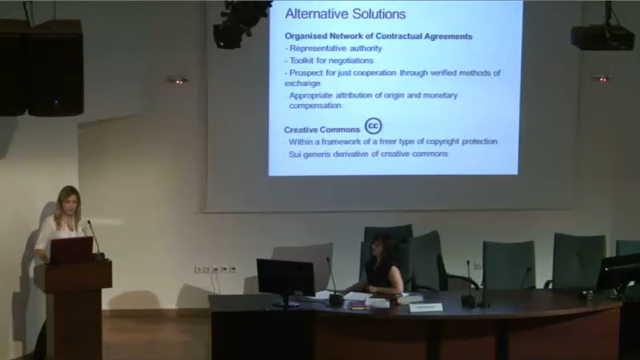 Alternative Solutions
Organised Network of Contractual Agreements
- Representative authority
- Toolkit for negotiations
- Prospect for just cooperation through verified methods of
exchange
- Appropriate attribution of origin and monetary
compensation
Creative Commons cc
- Within a framework of a freer type of copyright protection
Sui generis derivative of creative commons